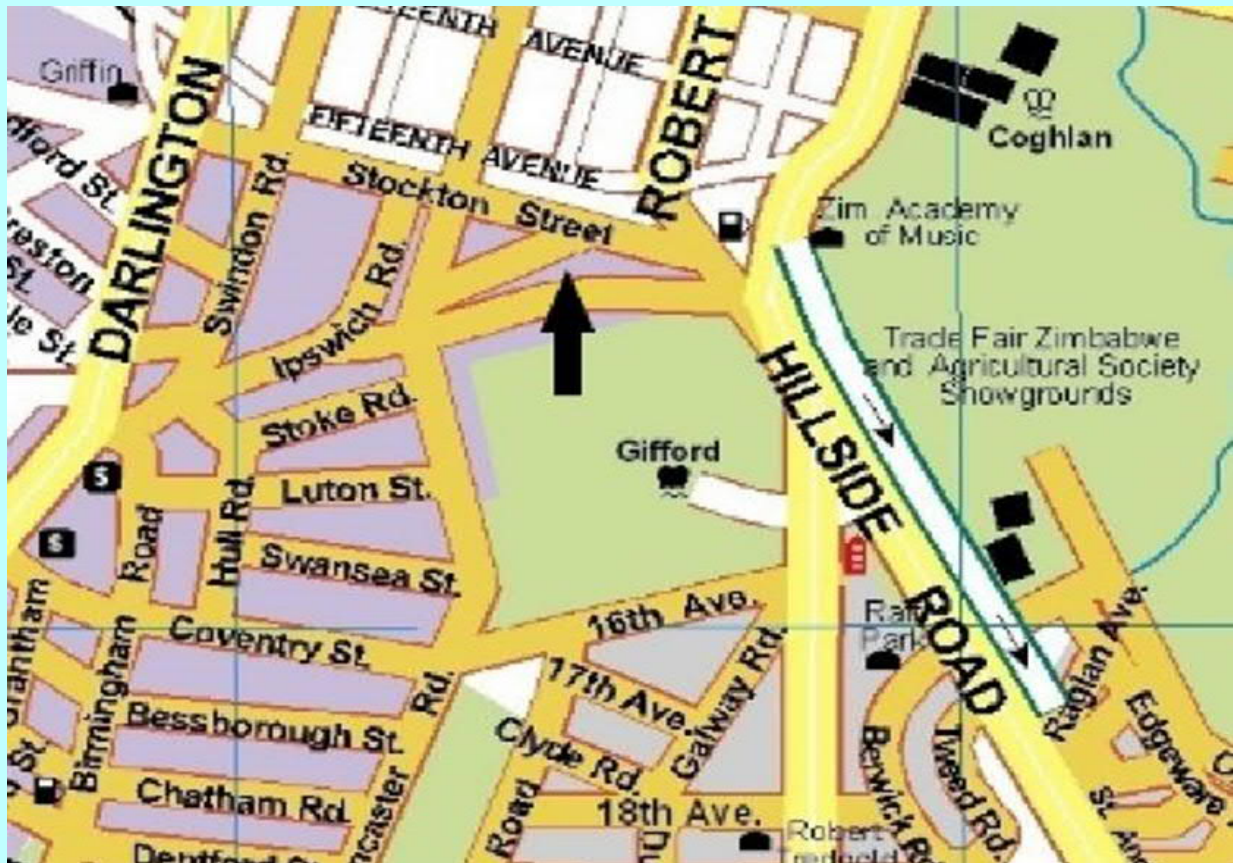 AVENUE
ROBERT
Griffin
DARLINGTON
FIFTEENTH AVENUE
Coghlan
Stockton Street
Swindon Rd.
Ipswich Rd.
Zim Academy
of Music
HILLSIDE ROAD
Trade Fair Zimbabwe
and Agricultural Society
Showgrounds
Stoke Rd.
Gifford
Luton St.
Hull Rd.
Road
Swansea St.
16th Ave.
Coventry St.
Birmingham
17th Ave.
Galway Rd.
Park
Raglan Ave.
Rd.
Bessborough St.
Clyde Rd.
Edgeware
Berwick Rd.
Tweed Rd.
Chatham Rd.
Road
18th Ave.
St.
Robert
S
S